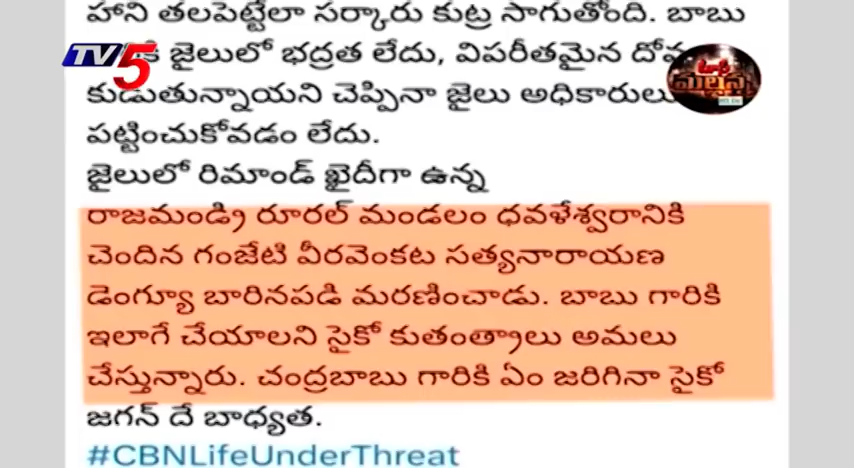 హాని తలపెట్టేలా సర్కారు కుట్ర సాగుతోంది. బాబు
TV5
జైలులో భద్రత లేదు, విపరీతమైన
కుడుతున్నాయని చెప్పినా జైలు అధికారులు
పట్టించుకోవడం లేదు.
జైలులో రిమాండ్ ఖైదీగా ఉన్న
రాజమండ్రి రూరల్ మండలం ధవళేశ్వరానికి
చెందిన గంజేటి వీరవెంకట సత్యనారాయణ
డెంగ్యూ బారినపడి మరణించాడు. బాబు గారికి
ఇలాగే చేయాలని సైకో కుతంత్రాలు అమలు
చేస్తున్నారు. చంద్రబాబు గారికి ఏం జరిగినా సైకో
జగన్ దే బాధ్యత.
#CBNLifeUnderThreat